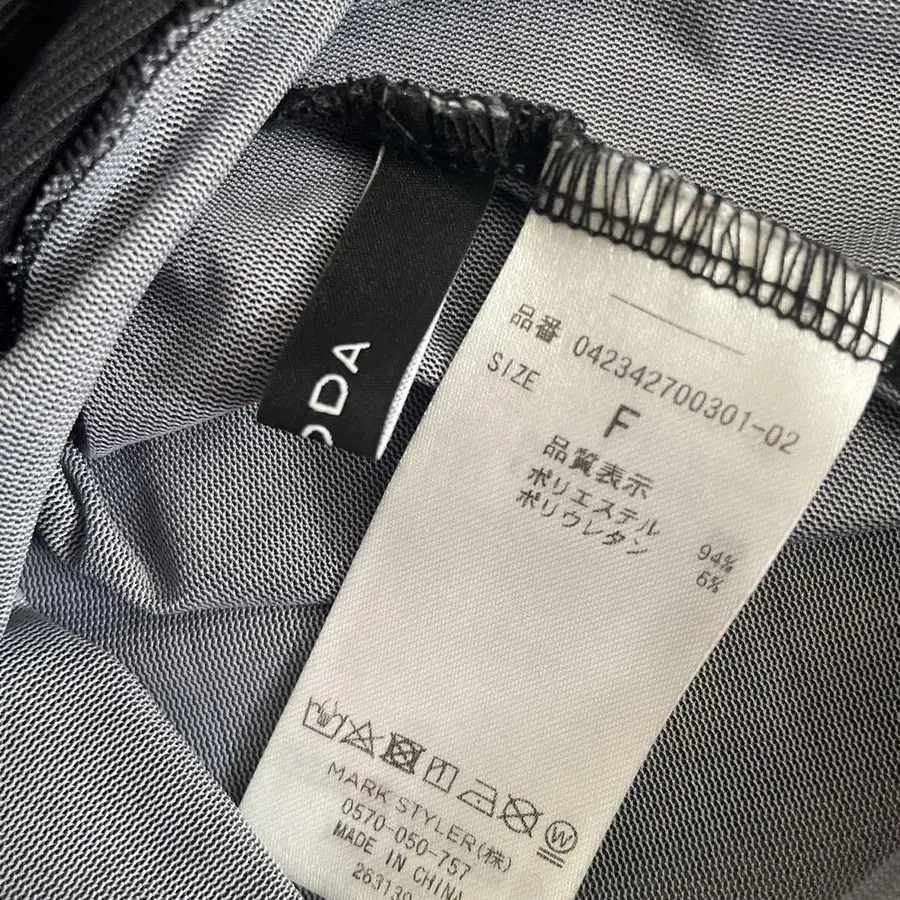 ODA
品番 042342700301-02
SIZE
F
品質表示
ポリエステル 94%
ポリウレタン 6%
W
MARK STYLER(株)
0570-050-757
MADE IN CHINA